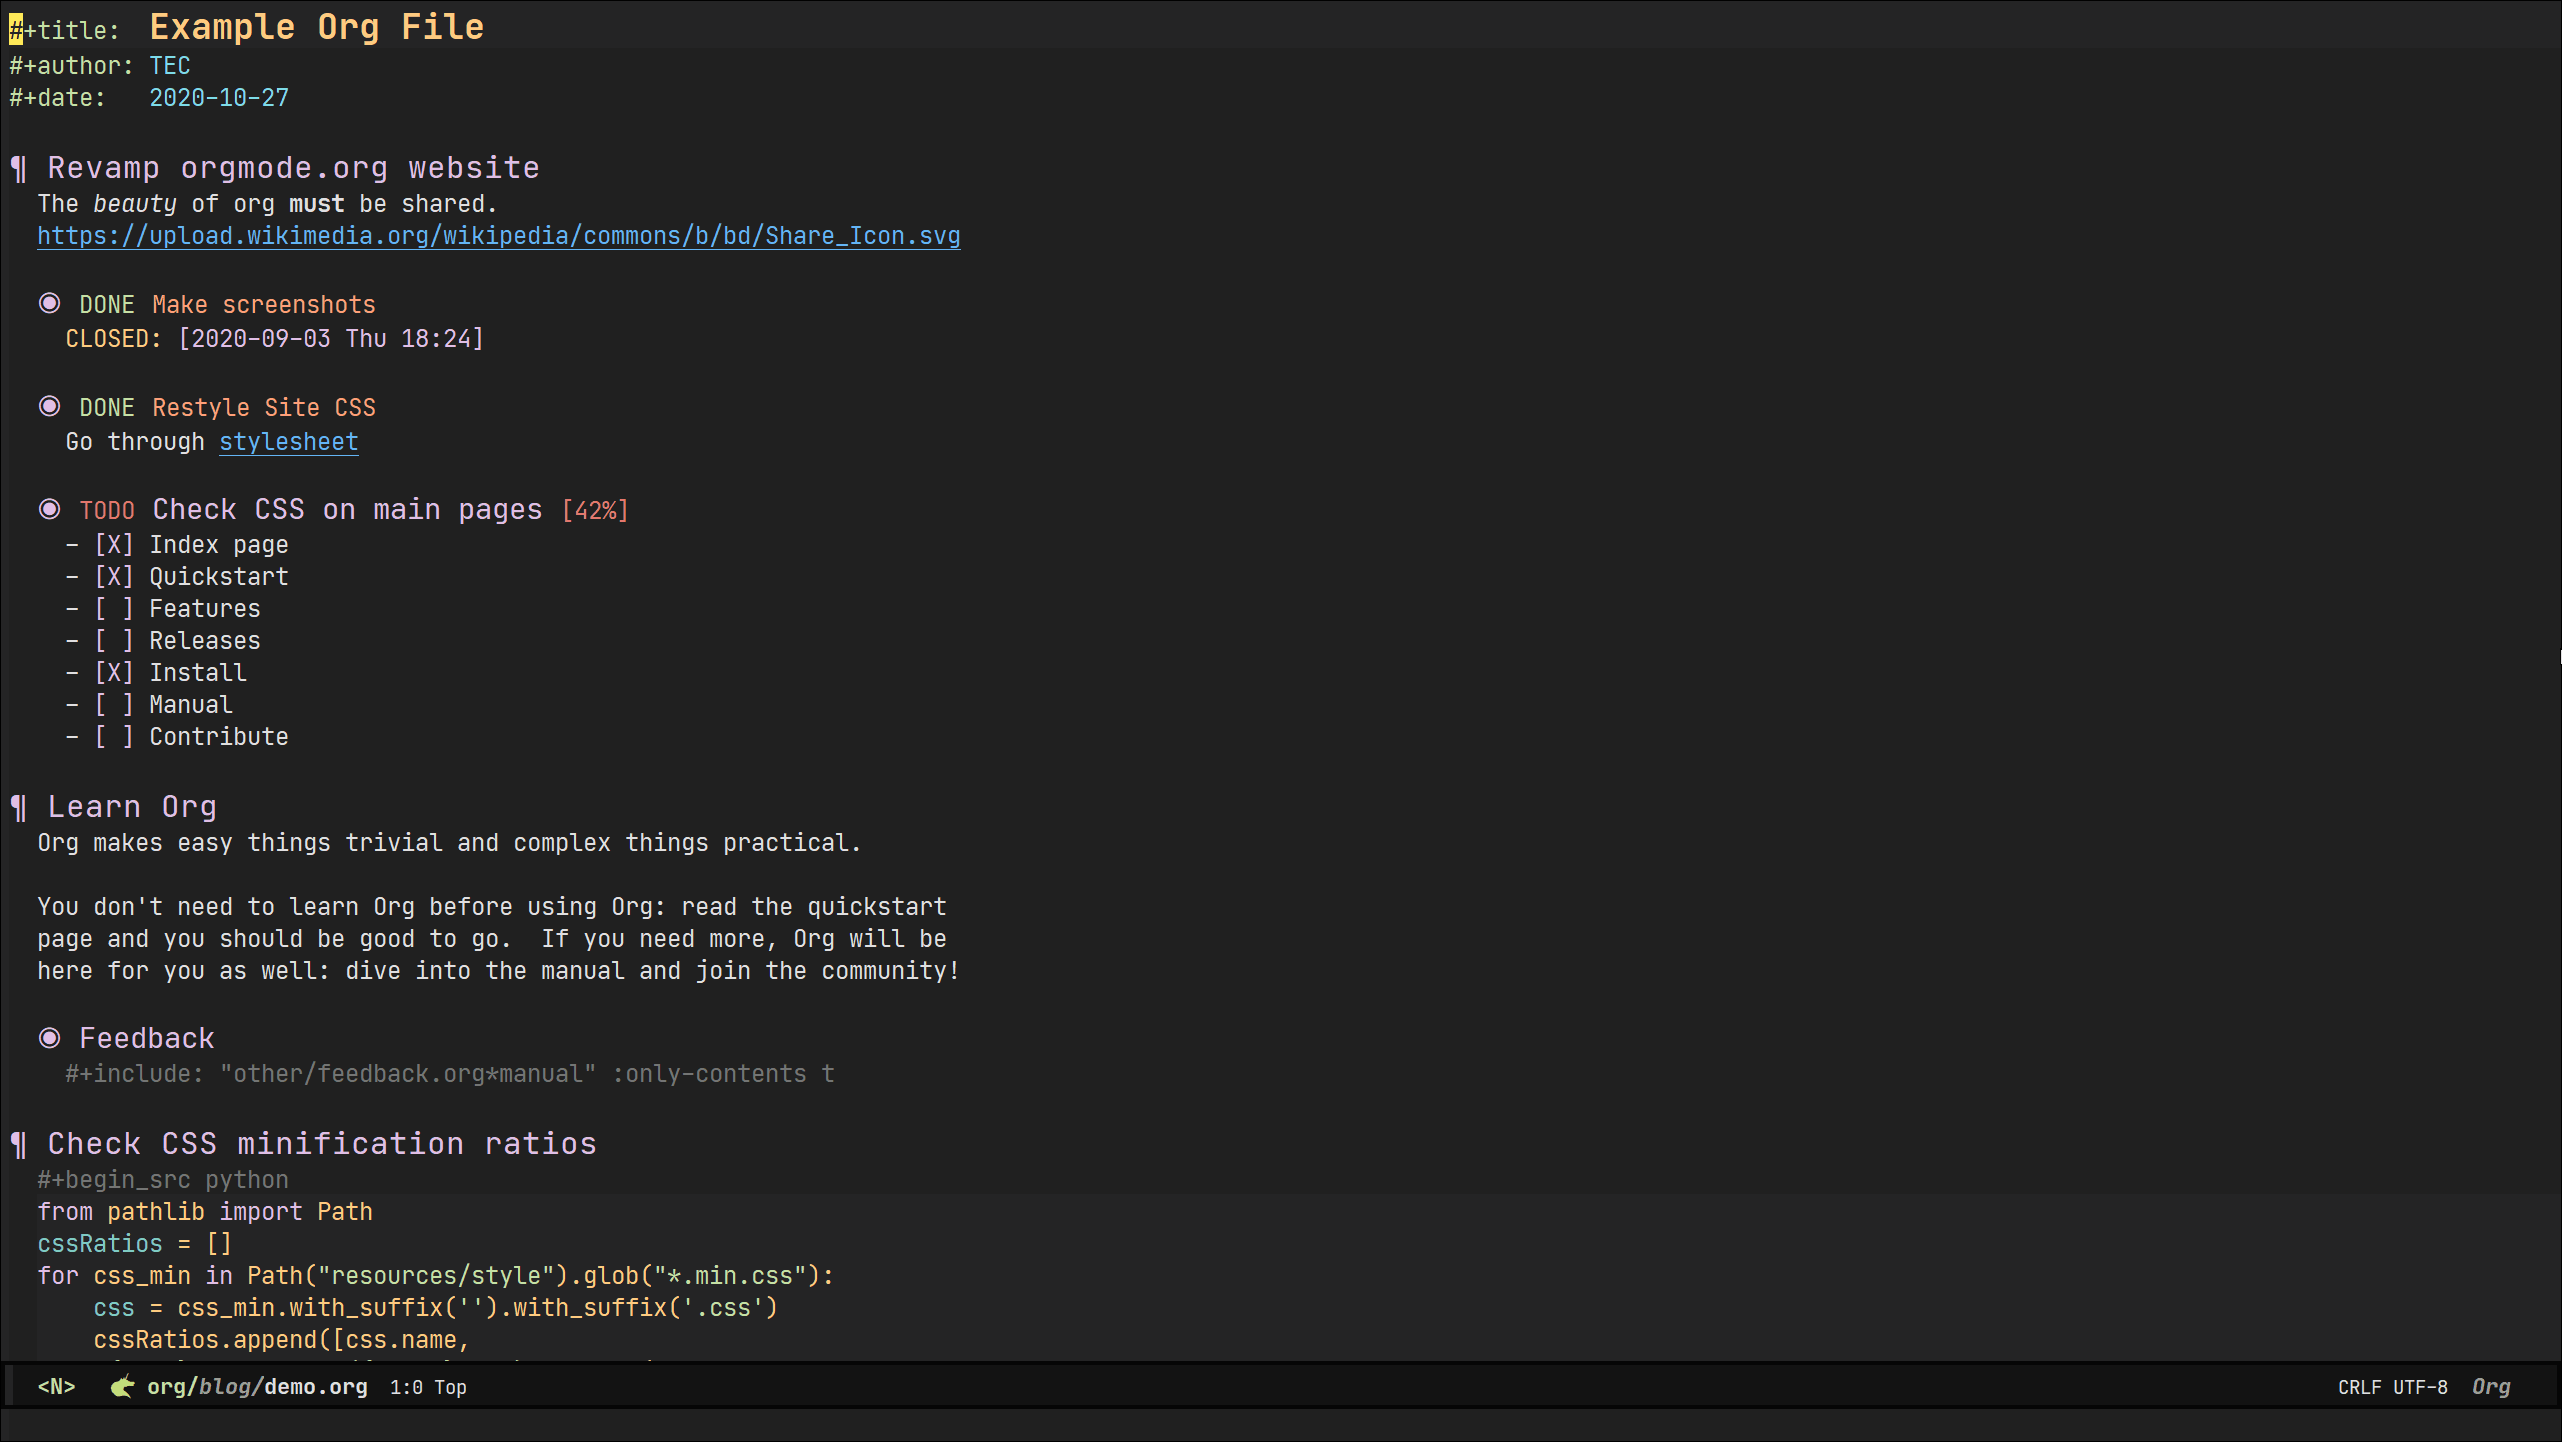 #+title:  Example Org File
#+author: TEC
#+date:   2020-10-27
¶ Revamp orgmode.org website
The beauty of org must be shared.
https://upload.wikimedia.org/wikipedia/commons/b/bd/Share_Icon.svg
◉ DONE Make screenshots
CLOSED: [2020-09-03 Thu 18:24]
◉ DONE Restyle Site CSS
Go through stylesheet
◉ TODO Check CSS on main pages [42%]
- [X] Index page
- [X] Quickstart
- [ ] Features
- [ ] Releases
- [X] Install
- [ ] Manual
- [ ] Contribute
¶ Learn Org
Org makes easy things trivial and complex things practical.
You don't need to learn Org before using Org: read the quickstart
page and you should be good to go.  If you need more, Org will be
here for you as well: dive into the manual and join the community!
◉ Feedback
#+include: "other/feedback.org*manual" :only-contents t
¶ Check CSS minification ratios
#+begin_src python
from pathlib import Path
cssRatios = []
for css_min in Path("resources/style").glob("*.min.css"):
    css = css_min.with_suffix('').with_suffix('.css')
    cssRatios.append([css.name,
<N> org/blog/demo.org 1:0 Top CRLF UTF-8 Org